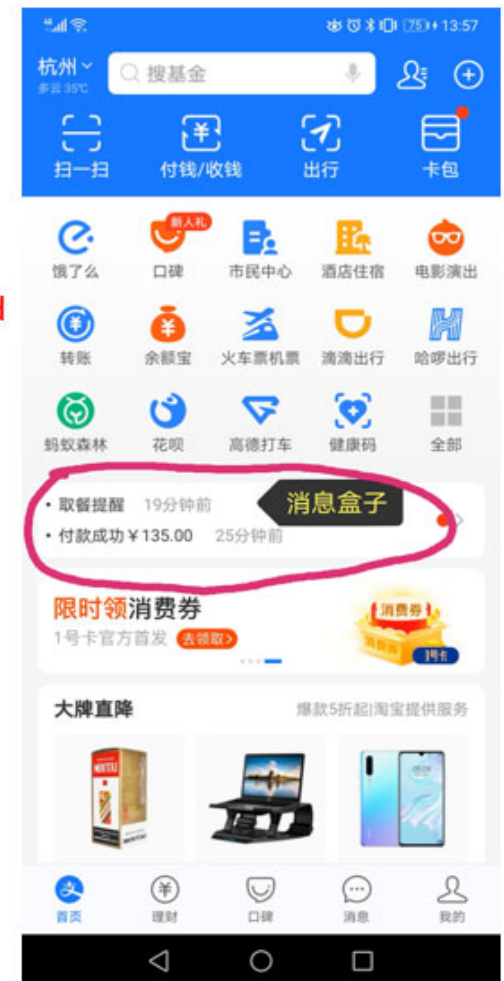 13:57
75
杭州
多云 35℃
搜基金
扫一扫
付钱/收钱
出行
卡包
饿了么
新人礼
口碑
市民中心
酒店住宿
电影演出
d
转账
余额宝
火车票机票
滴滴出行
哈啰出行
蚂蚁森林
花呗
高德打车
健康码
全部
· 取餐提醒 19分钟前
消息盒子
· 付款成功￥135.00 25分钟前
限时领消费券
1号卡官方首发 去领取>
消费券
1号卡
大牌直降
爆款5折起|淘宝提供服务
首页
理财
口碑
消息
我的